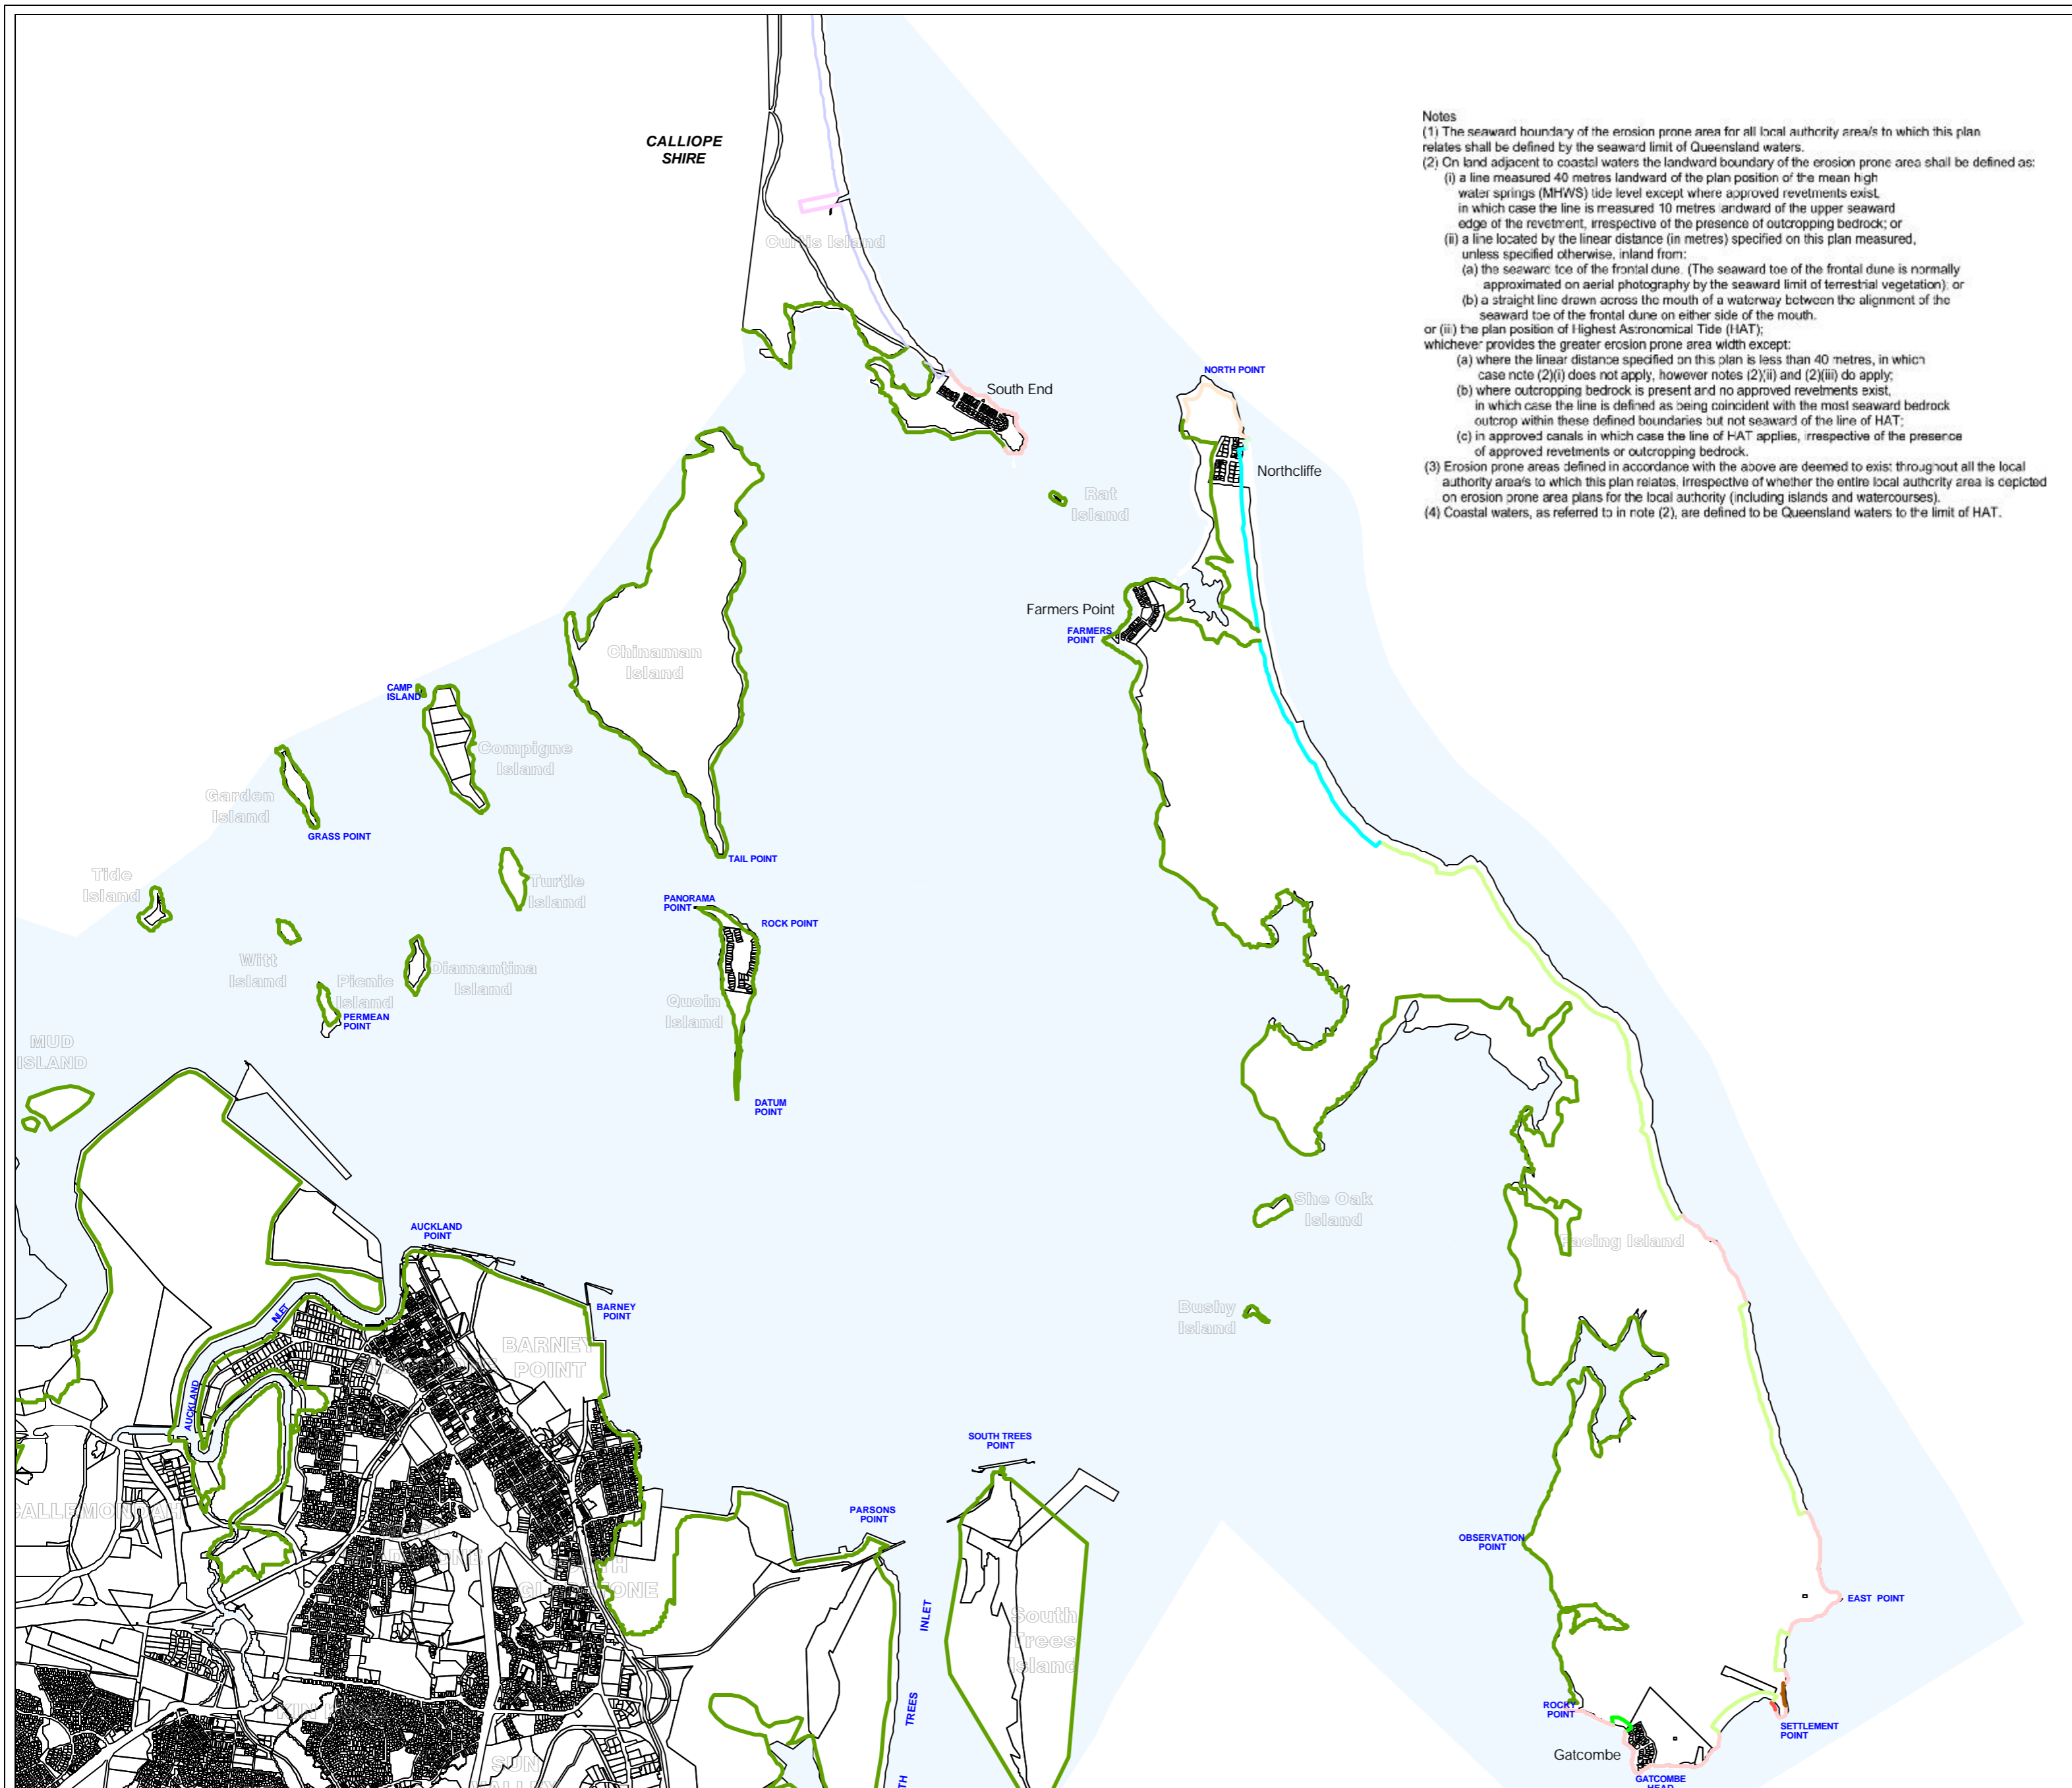 CALLIOPE
SHIRE
Notes
(1) The seaward boundary of the erosion prone area for all local authority area/s to which this plan
relates shall be defined by the seaward limit of Queensland waters.
(2) On land adjacent to coastal waters the landward boundary of the erosion prone area shall be defined as:
(i) a line measured 40 metres landward of the plan position of the mean high
water springs (MHWS) tide level except where approved revetments exist,
in which case the line is measured 10 metres landward of the upper seaward
edge of the revetment, irrespective of the presence of outcropping bedrock; or
(ii) a line located by the linear distance (in metres) specified on this plan measured,
unless specified otherwise, inland from:
(a) the seaward toe of the frontal dune. (The seaward toe of the frontal dune is normally
approximated on aerial photography by the seaward limit of terrestrial vegetation); or
(b) a straight line drawn across the mouth of a waterway between the alignment of the
seaward toe of the frontal dune on either side of the mouth.
or (iii) the plan position of Highest Astronomical Tide (HAT);
whichever provides the greater erosion prone area width except:
(a) where the linear distance specified on this plan is less than 40 metres, in which
case note (2)(i) does not apply, however notes (2)(ii) and (2)(iii) do apply;
(b) where outcropping bedrock is present and no approved revetments exist,
in which case the line is defined as being coincident with the most seaward bedrock
outcrop within these defined boundaries but not seaward of the line of HAT;
(c) in approved canals in which case the line of HAT applies, irrespective of the presence
of approved revetments or outcropping bedrock.
(3) Erosion prone areas defined in accordance with the above are deemed to exist throughout all the local
authority area/s to which this plan relates, irrespective of whether the entire local authority area is depicted
on erosion prone area plans for the local authority (including islands and watercourses).
(4) Coastal waters, as referred to in note (2), are defined to be Queensland waters to the limit of HAT.
Curtis Island
South End
NORTH POINT
Northcliffe
Rat
Island
Farmers Point
FARMERS
POINT
Chinaman
Island
CAMP
ISLAND
Compigne
Island
Garden
Island
GRASS POINT
TAIL POINT
Tide
Island
Turtle
Island
PANORAMA
POINT
ROCK POINT
Witt
Island
Picnic
Island
Diamantina
Island
PERMEAN
POINT
Quoin
Island
MUD
ISLAND
DATUM
POINT
She Oak
Island
Facing Island
AUCKLAND
POINT
BARNEY
POINT
INLET
AUCKLAND
BARNEY
POINT
Bushy
Island
SOUTH TREES
POINT
CALLEMONDAH
PARSONS
POINT
OBSERVATION
POINT
GLADSTONE
INLET
TREES
South
Trees
Island
EAST POINT
ROCKY
POINT
SETTLEMENT
POINT
Gatcombe
SUN
VALLEY
GATCOMBE
HEAD